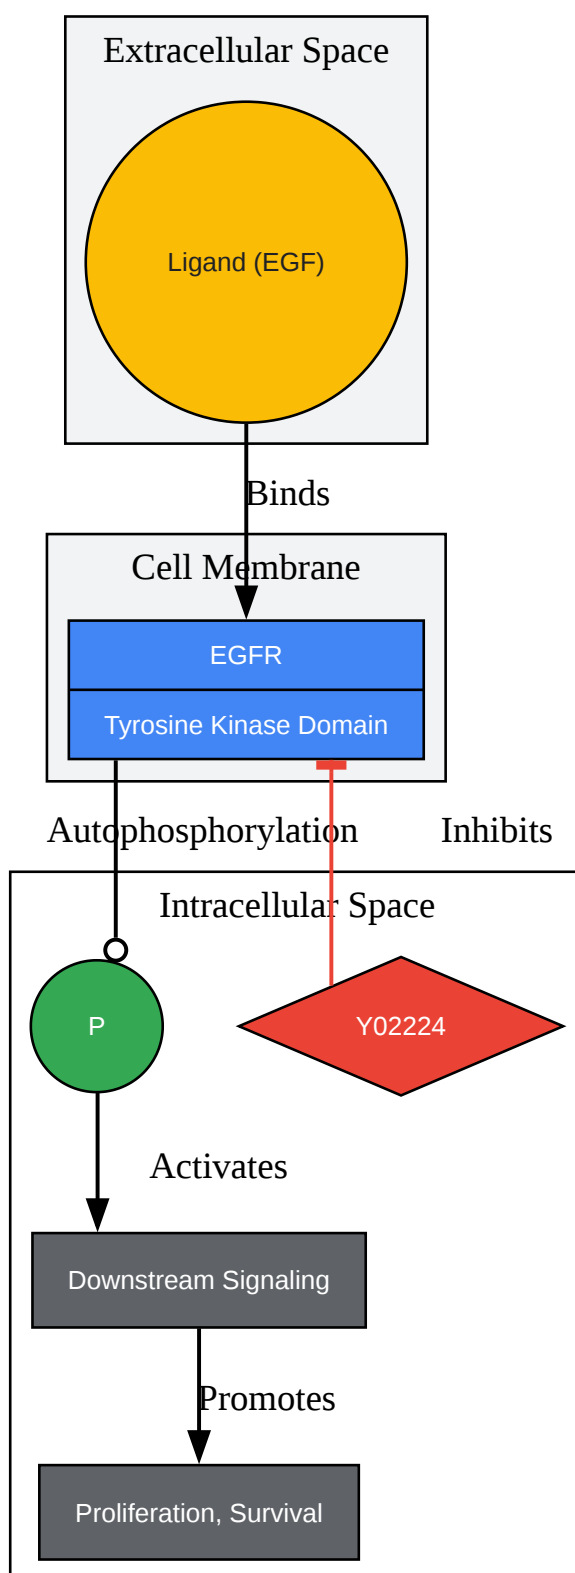 Extracellular Space
Ligand (EGF)
Binds
Cell Membrane
EGFR
Tyrosine Kinase Domain
Autophosphorylation
Inhibits
Intracellular Space
P
Y02224
Activates
Downstream Signaling
Promotes
Proliferation, Survival